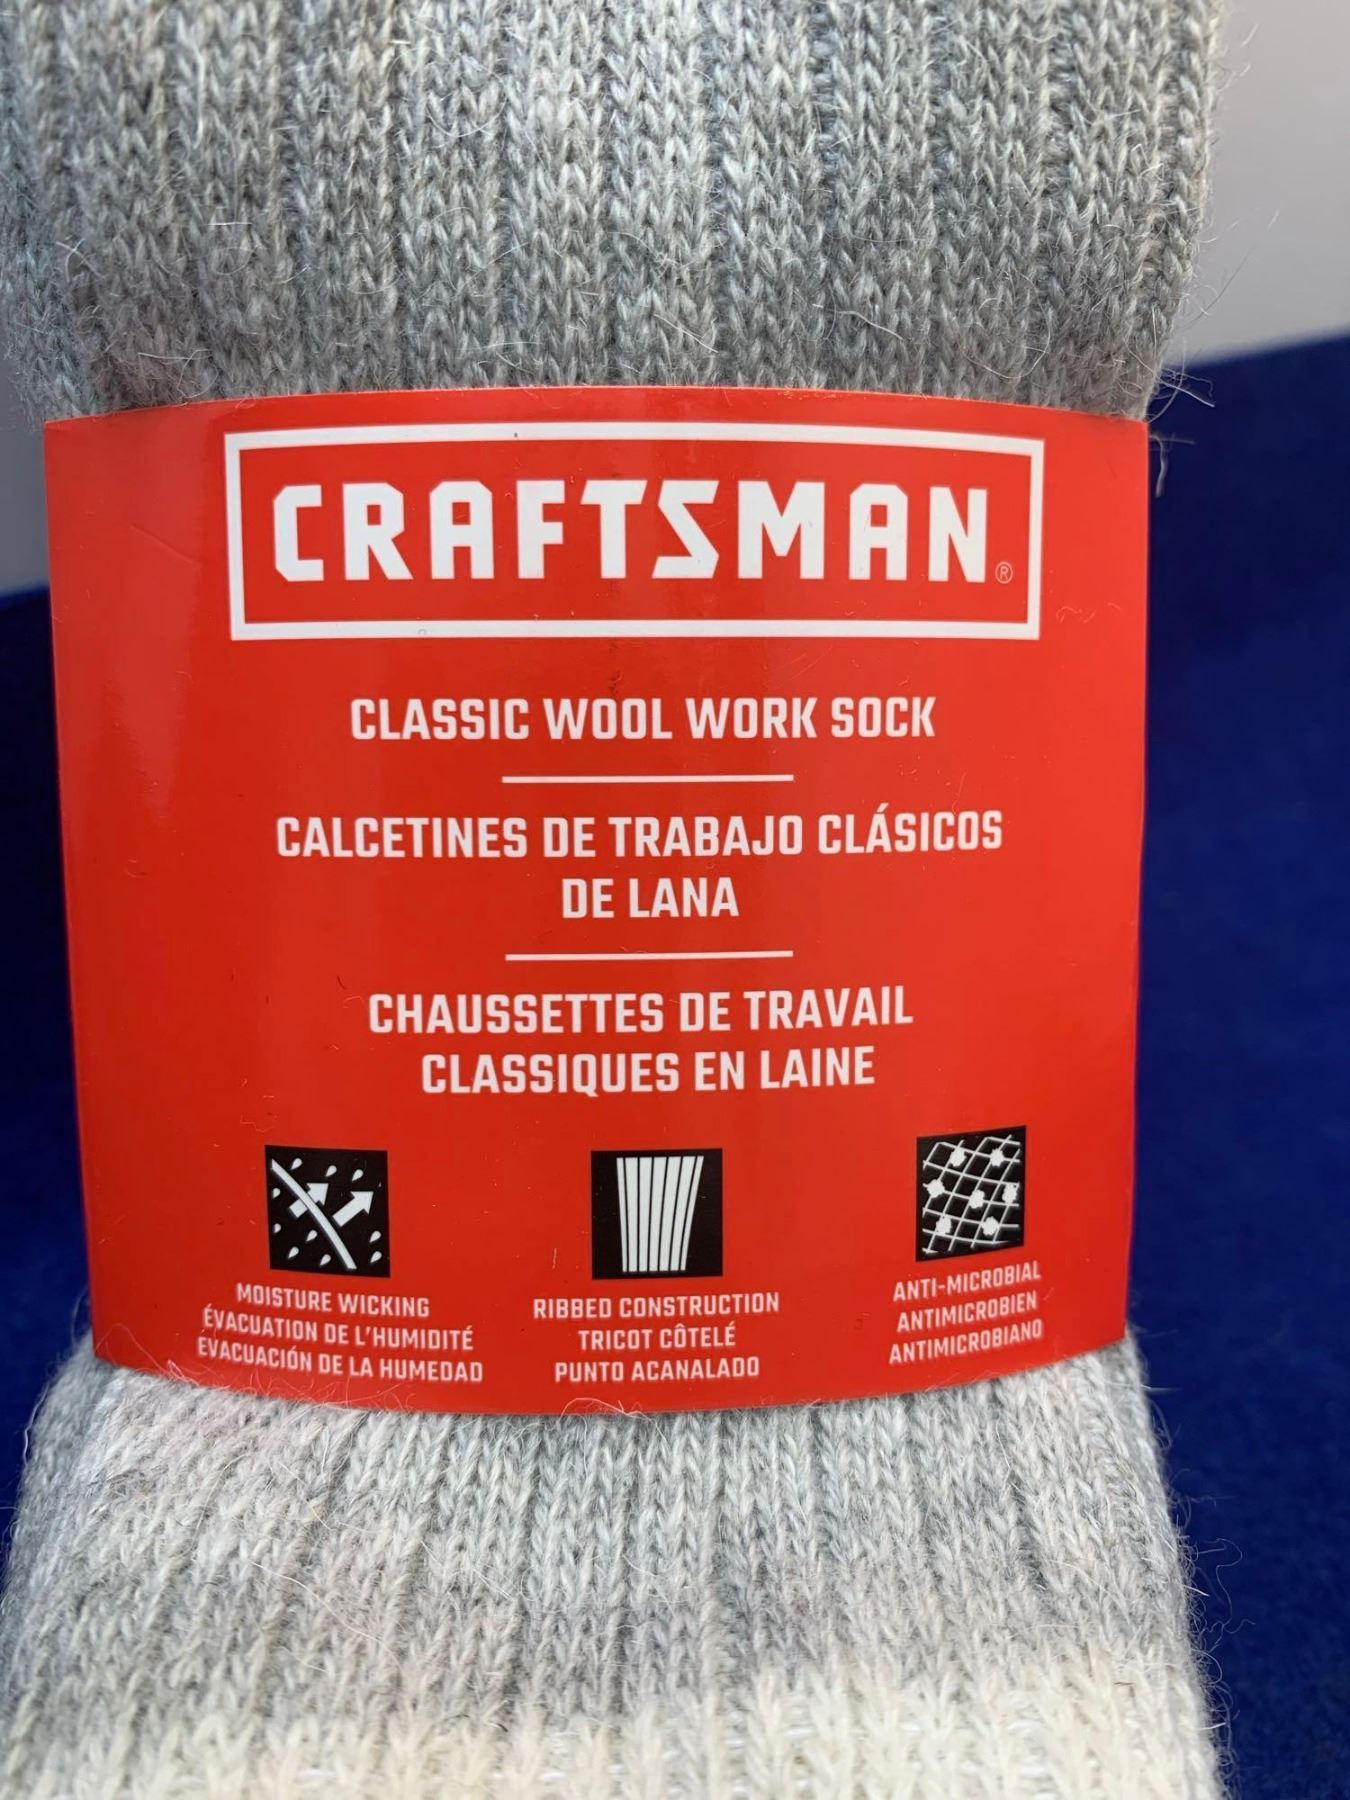 CRAFTSMAN®
CLASSIC WOOL WORK SOCK
CALCETINES DE TRABAJO CLÁSICOS
DE LANA
CHAUSSETTES DE TRAVAIL
CLASSIQUES EN LAINE
MOISTURE WICKING
ÉVACUATION DE L'HUMIDITÉ
EVACUACIÓN DE LA HUMEDAD
RIBBED CONSTRUCTION
TRICOT CÔTELÉ
PUNTO ACANALADO
ANTI-MICROBIAL
ANTIMICROBIEN
ANTIMICROBIANO